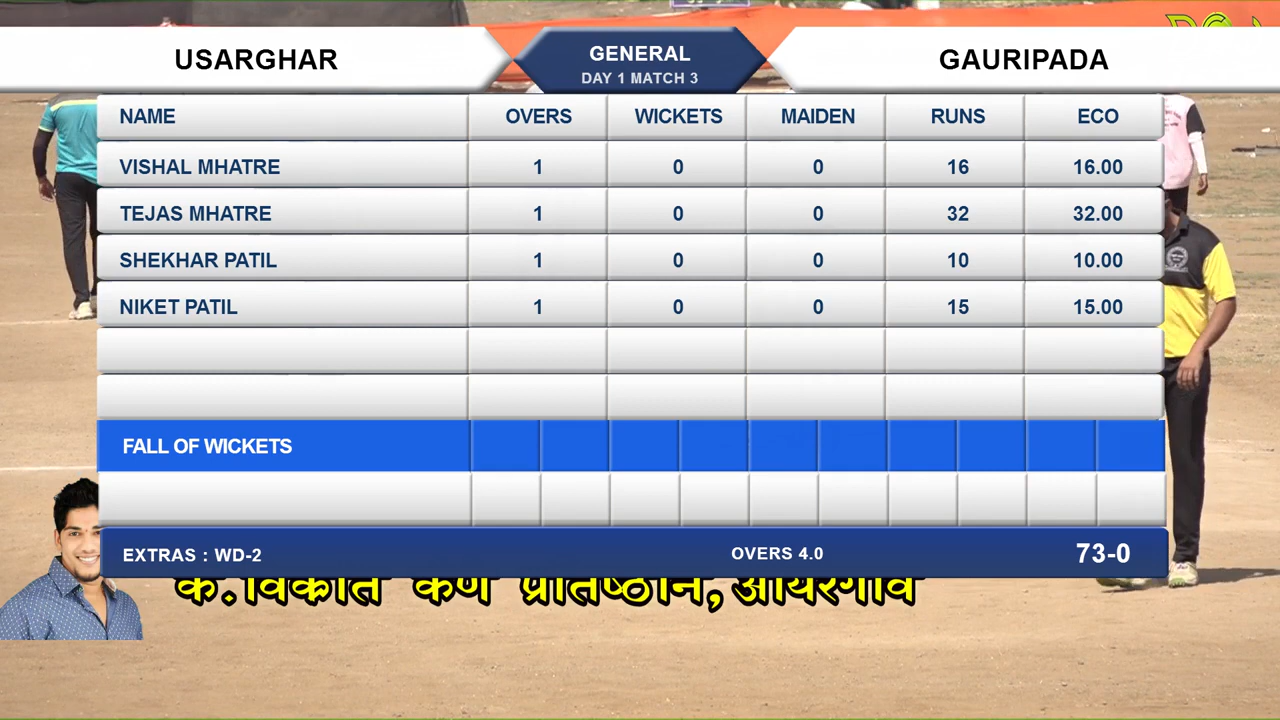 USARGHAR
GENERAL
DAY 1 MATCH 3
GAURIPADA
NAME OVERS WICKETS MAIDEN RUNS ECO
VISHAL MHATRE 1 0 0 16 16.00
TEJAS MHATRE 1 0 0 32 32.00
SHEKHAR PATIL 1 0 0 10 10.00
NIKET PATIL 1 0 0 15 15.00
FALL OF WICKETS
EXTRAS : WD-2 OVERS 4.0 73-0